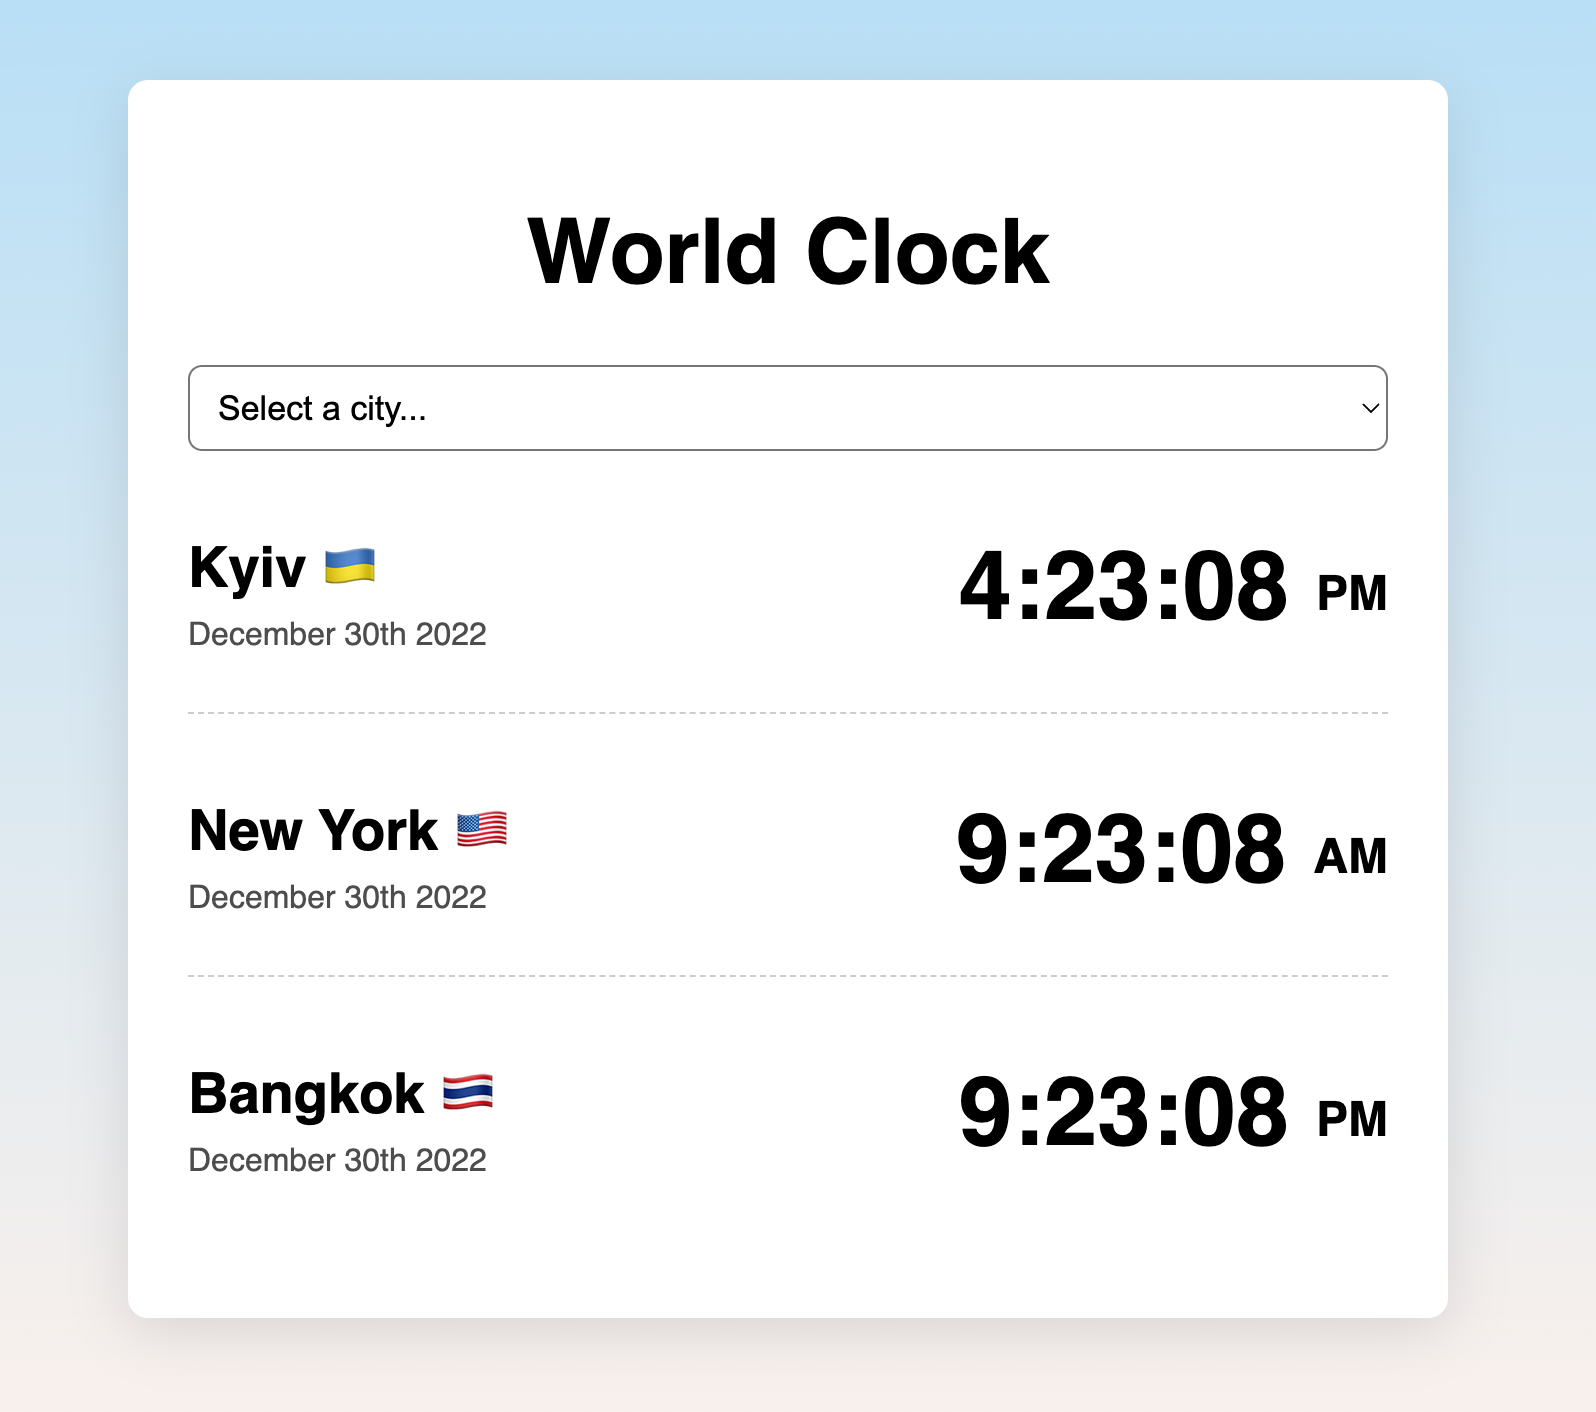 World Clock
Select a city...
Kyiv 🇺🇦
4:23:08 PM
December 30th 2022
New York 🇺🇸
9:23:08 AM
December 30th 2022
Bangkok 🇹🇭
9:23:08 PM
December 30th 2022